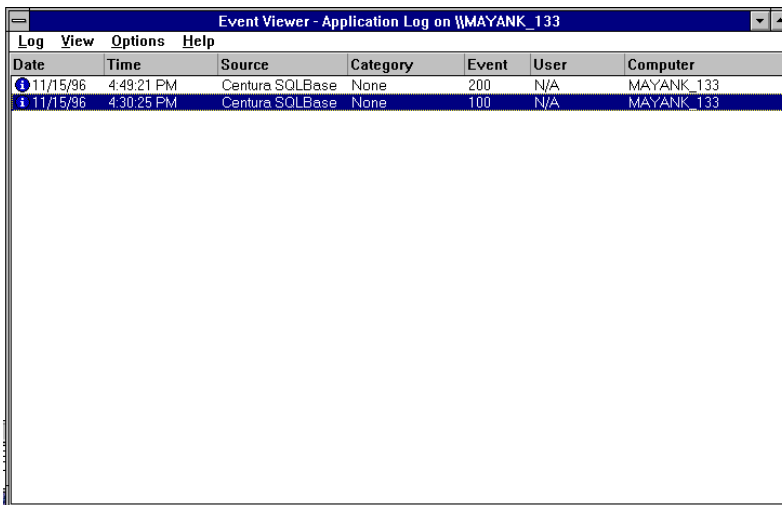 Event Viewer - Application Log on \\MAYANK_133
Log View Options Help
Date Time Source Category Event User Computer
11/15/96 4:49:21 PM Centura SQLBase None 200 N/A MAYANK_133
11/15/96 4:30:25 PM Centura SQLBase None 100 N/A MAYANK_133